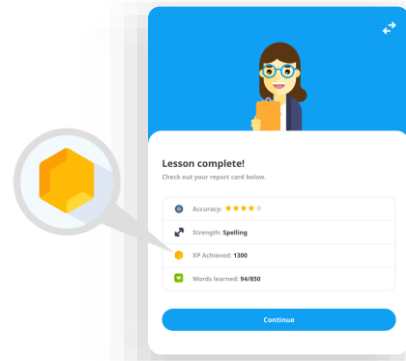 Lesson complete!
Check out your report card below.
Accuracy:
Strength: Spelling
XP Achieved: 1300
Words learned: 94/850
Continue